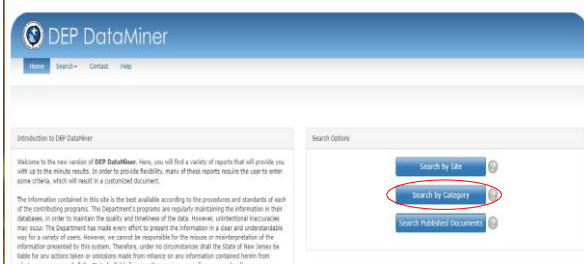 DEP DataMiner
Home Search Contact Help
Introduction to DEP DataMiner
Search Options
Welcome to the new version of DEP DataMiner. Here, you will find a variety of reports that will provide you
with up to the minute results. In order to provide flexibility, many of these reports require the user to enter
some criteria, which will result in a customized document.
Search by Site ?
Search by Category ?
Search Published Documents ?
The information contained in this site is the best available according to the procedures and standards of each
of the contributing programs. The Department's programs are regularly maintaining the information in their
databases, in order to maintain the quality and timeliness of the data. However, unintentional inaccuracies
may occur. The Department has made every effort to present the information in a clear and understandable
way for a variety of users. However, we cannot be responsible for the misuse or misinterpretation of the
information presented by this system. Therefore, under no circumstances shall the State of New Jersey be
liable for any actions taken or omissions made from reliance on any information contained herein from